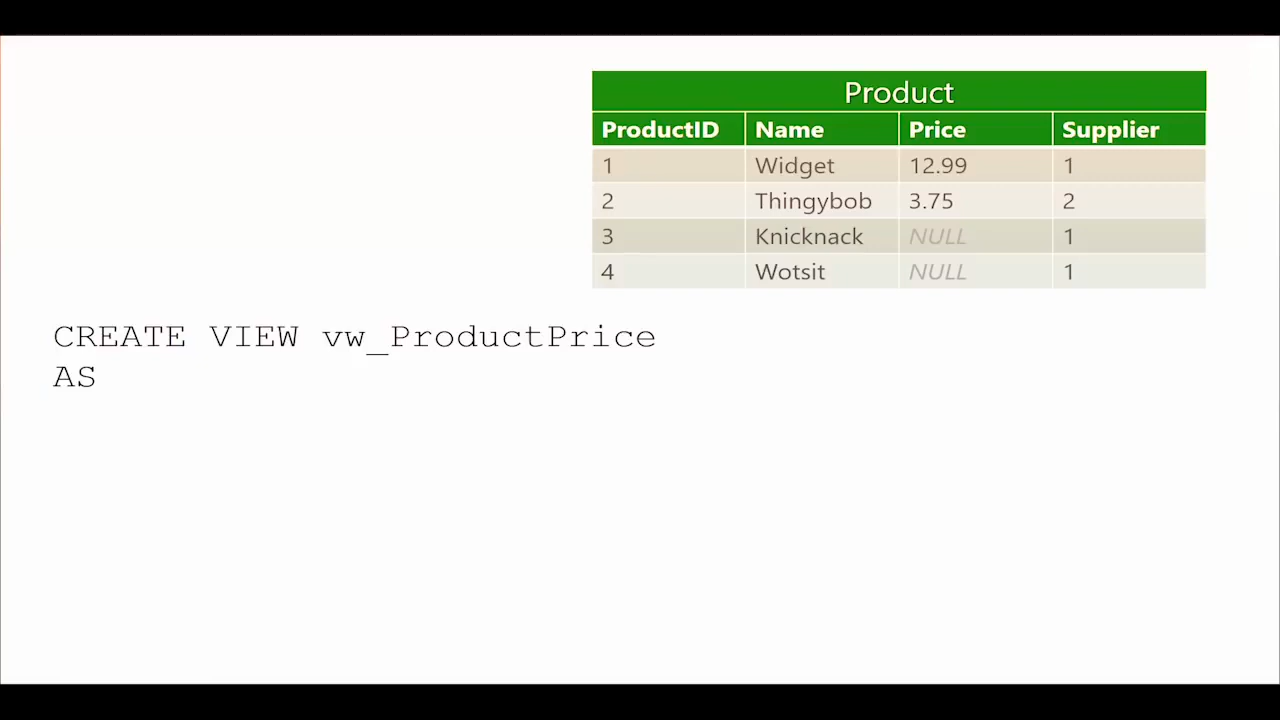 Product
ProductID Name Price Supplier
1 Widget 12.99 1
2 Thingybob 3.75 2
3 Knicknack NULL 1
4 Wotsit NULL 1
CREATE VIEW vw_ProductPrice
AS